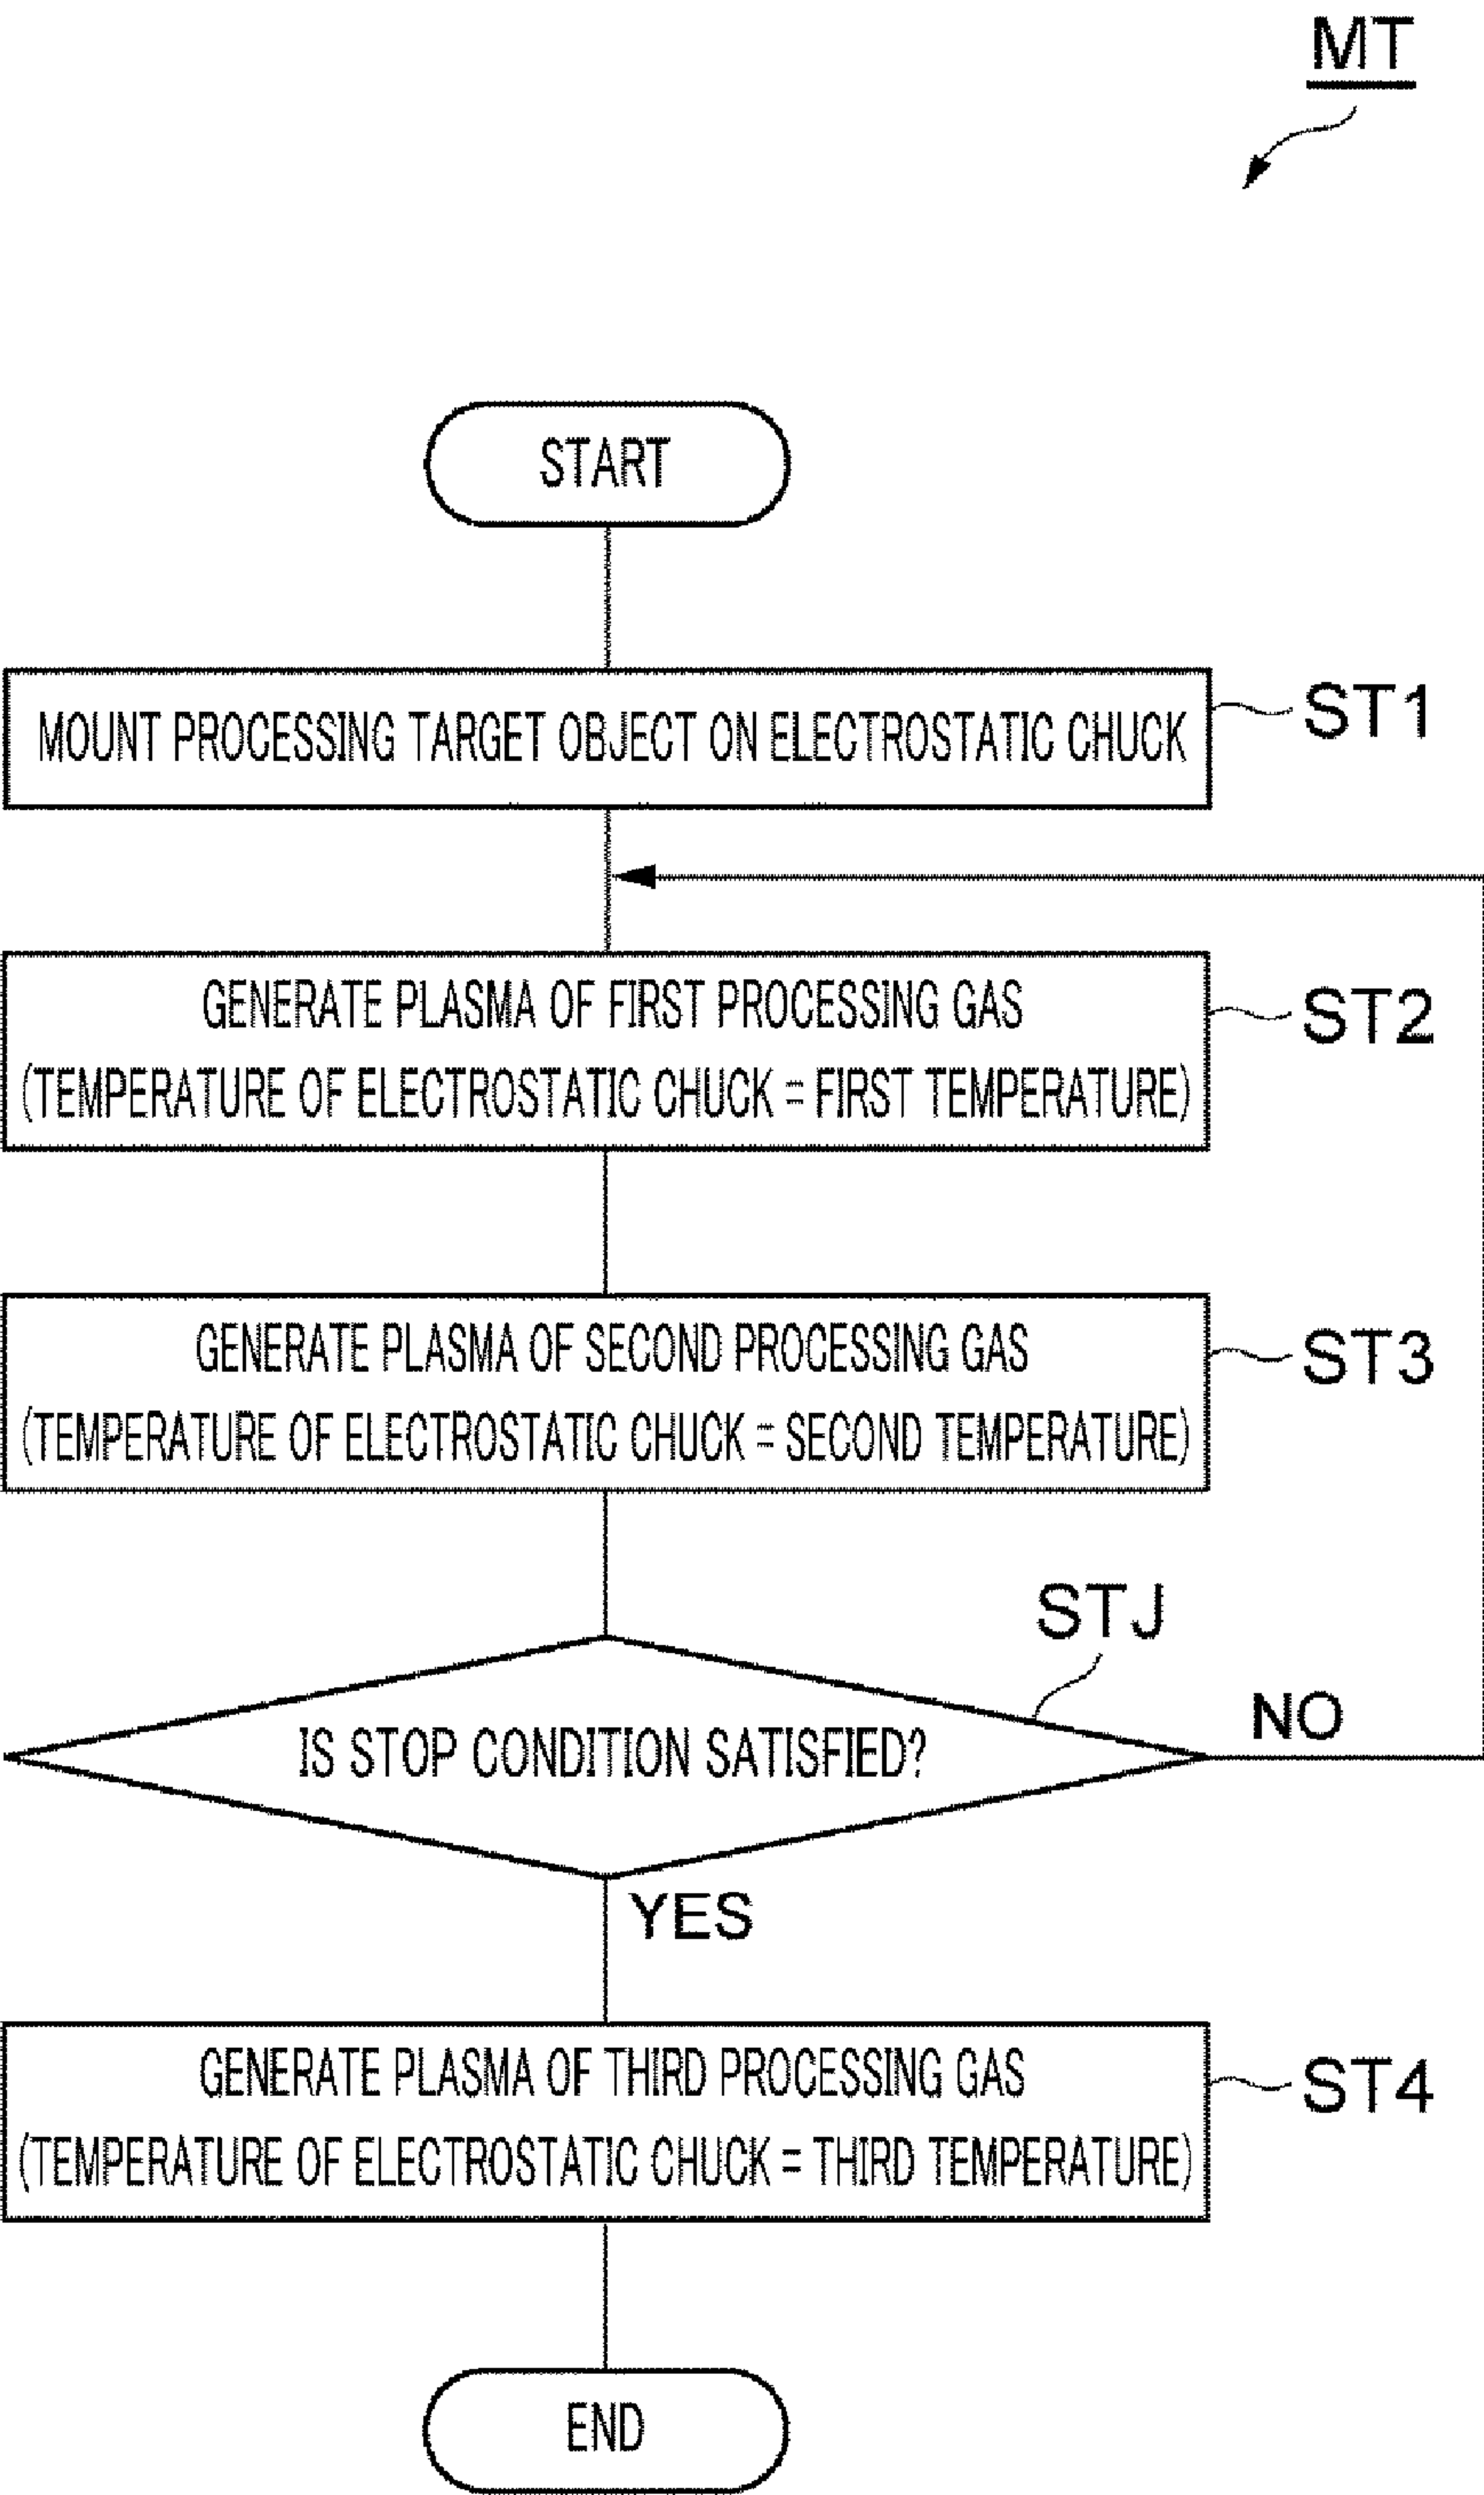 MT
START
MOUNT PROCESSING TARGET OBJECT ON ELECTROSTATIC CHUCK
ST1
GENERATE PLASMA OF FIRST PROCESSING GAS
(TEMPERATURE OF ELECTROSTATIC CHUCK = FIRST TEMPERATURE)
ST2
GENERATE PLASMA OF SECOND PROCESSING GAS
(TEMPERATURE OF ELECTROSTATIC CHUCK = SECOND TEMPERATURE)
ST3
STJ
IS STOP CONDITION SATISFIED?
NO
YES
GENERATE PLASMA OF THIRD PROCESSING GAS
(TEMPERATURE OF ELECTROSTATIC CHUCK = THIRD TEMPERATURE)
ST4
END